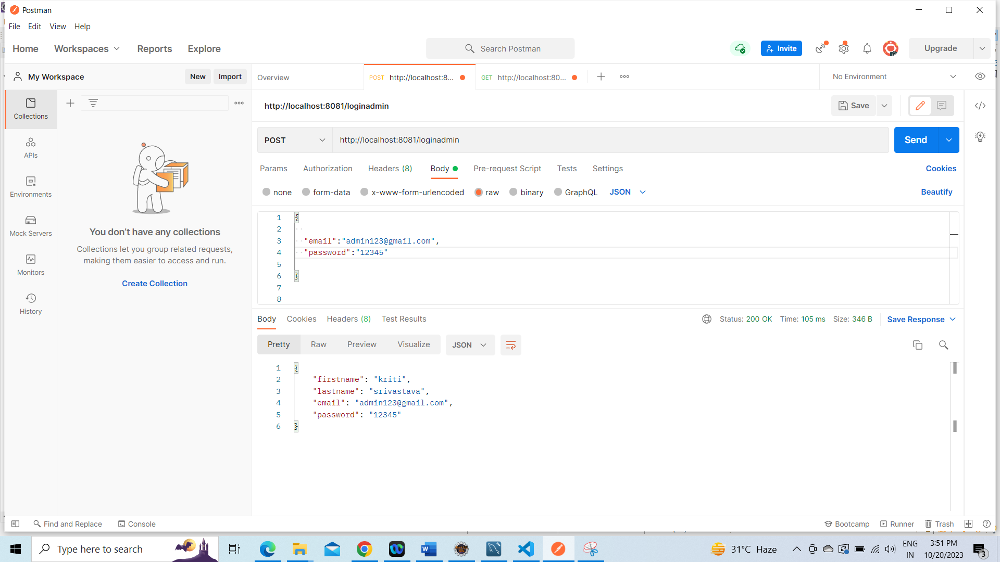 Postman
File Edit View Help
Home Workspaces Reports Explore
Search Postman
Invite
Upgrade
My Workspace
New Import
Overview
POST http://localhost:8...
GET http://localhost:80...
No Environment
Collections
APIs
Environments
Mock Servers
Monitors
History
You don't have any collections
Collections let you group related requests,
making them easier to access and run.
Create Collection
http://localhost:8081/loginadmin
Save
POST http://localhost:8081/loginadmin
Send
Params Authorization Headers (8) Body Pre-request Script Tests Settings
Cookies
none form-data x-www-form-urlencoded raw binary GraphQL JSON
Beautify
1 {
2
3 "email":"admin123@gmail.com",
4 "password":"12345"
5
6 }
7
8
Body Cookies Headers (8) Test Results
Status: 200 OK Time: 105 ms Size: 346 B
Save Response
Pretty Raw Preview Visualize JSON
1 {
2 "firstname": "kriti",
3 "lastname": "srivastava",
4 "email": "admin123@gmail.com",
5 "password": "12345"
6 }
Find and Replace Console
Bootcamp Runner Trash
Type here to search
31°C Haze
ENG
IN
3:51 PM
10/20/2023
3